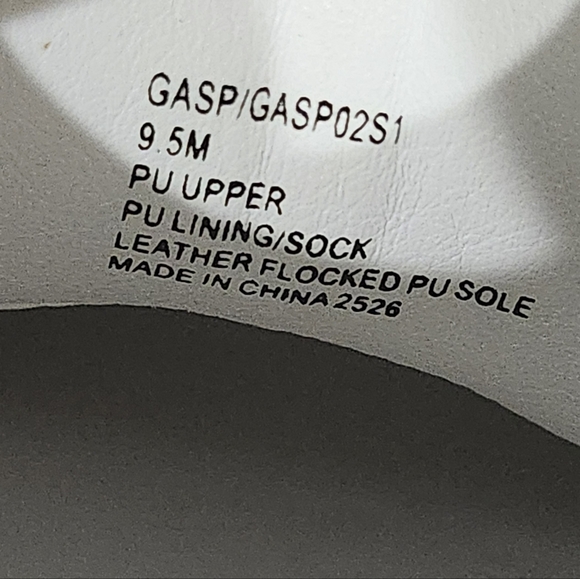 GASP/GASP02S1
9.5M
PU UPPER
PU LINING/SOCK
LEATHER FLOCKED PU SOLE
MADE IN CHINA 2526